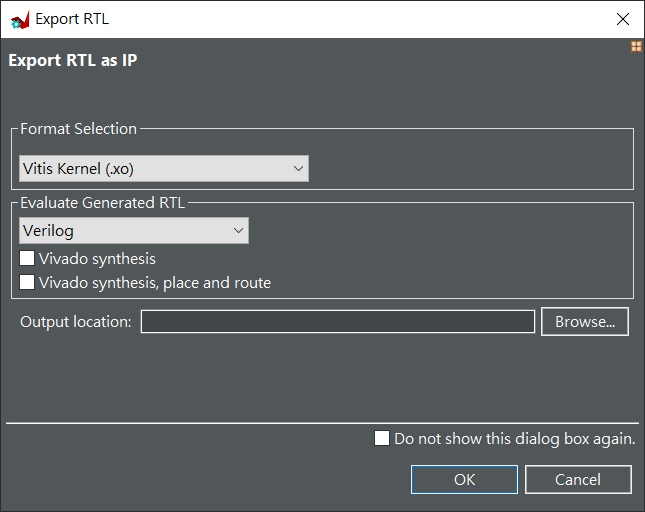 Export RTL
Export RTL as IP
Format Selection
Vitis Kernel (.xo)
Evaluate Generated RTL
Verilog
Vivado synthesis
Vivado synthesis, place and route
Output location:
Browse...
Do not show this dialog box again.
OK
Cancel